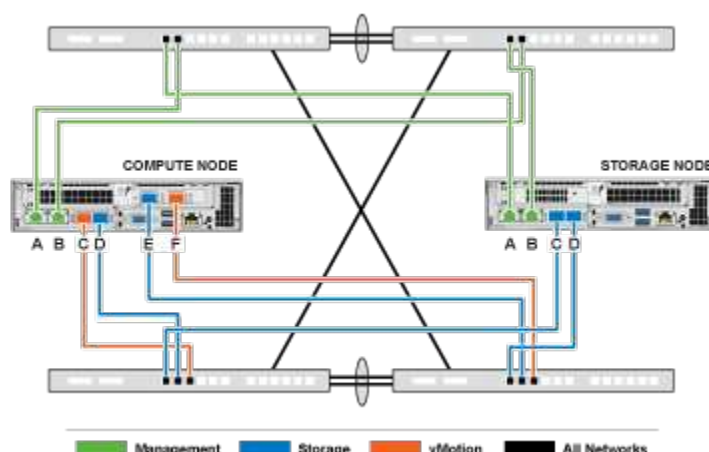 COMPUTE NODE
STORAGE NODE
A B C D E F
A B C D
Management Storage vMotion All Networks